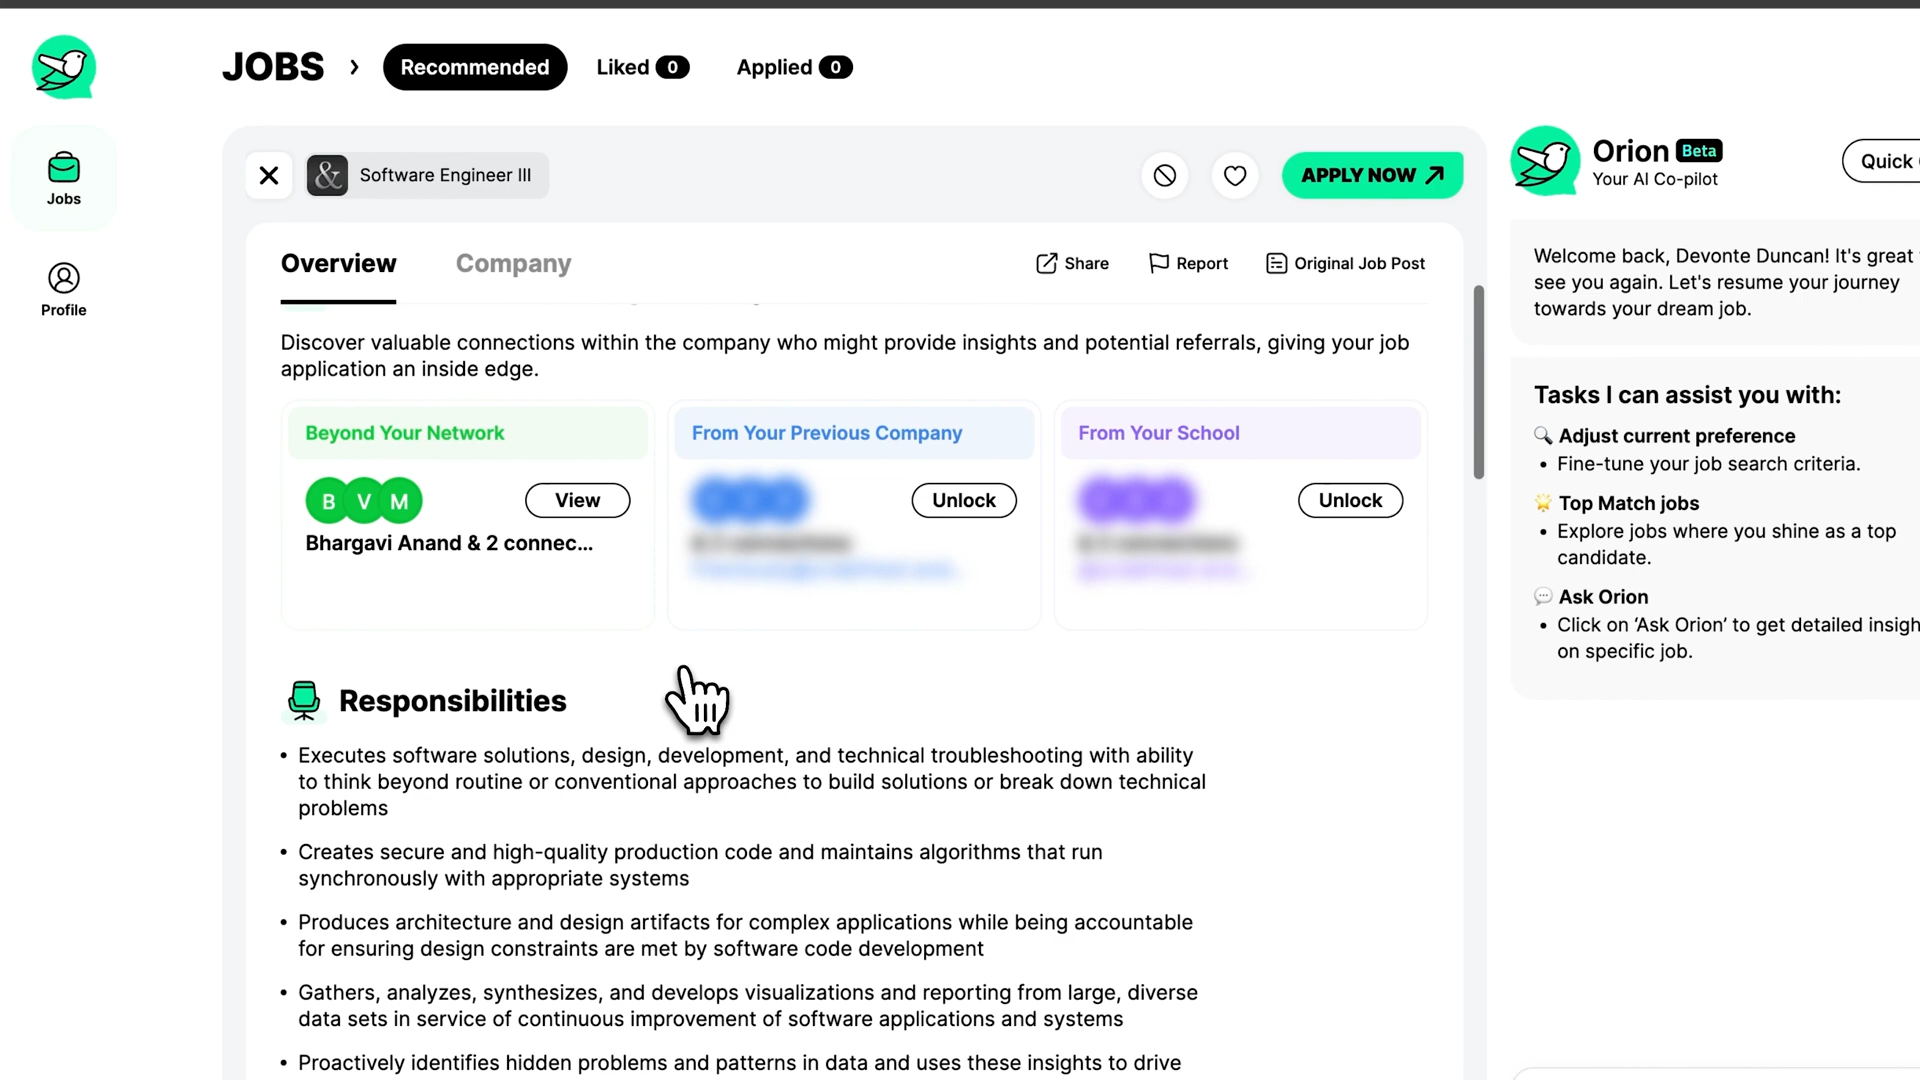 JOBS
Recommended
Liked 0
Applied 0
&
Software Engineer III
APPLY NOW
Jobs
Profile
Overview
Company
Share
Report
Original Job Post
Discover valuable connections within the company who might provide insights and potential referrals, giving your job
application an inside edge.
Beyond Your Network
B V M
View
Bhargavi Anand & 2 connec...
From Your Previous Company
Unlock
From Your School
Unlock
Responsibilities
• Executes software solutions, design, development, and technical troubleshooting with ability
to think beyond routine or conventional approaches to build solutions or break down technical
problems
• Creates secure and high-quality production code and maintains algorithms that run
synchronously with appropriate systems
• Produces architecture and design artifacts for complex applications while being accountable
for ensuring design constraints are met by software code development
• Gathers, analyzes, synthesizes, and develops visualizations and reporting from large, diverse
data sets in service of continuous improvement of software applications and systems
• Proactively identifies hidden problems and patterns in data and uses these insights to drive
Orion Beta
Your AI Co-pilot
Quick
Welcome back, Devonte Duncan! It's great
see you again. Let's resume your journey
towards your dream job.
Tasks I can assist you with:
Adjust current preference
• Fine-tune your job search criteria.
Top Match jobs
• Explore jobs where you shine as a top
candidate.
Ask Orion
• Click on ‘Ask Orion’ to get detailed insigh
on specific job.